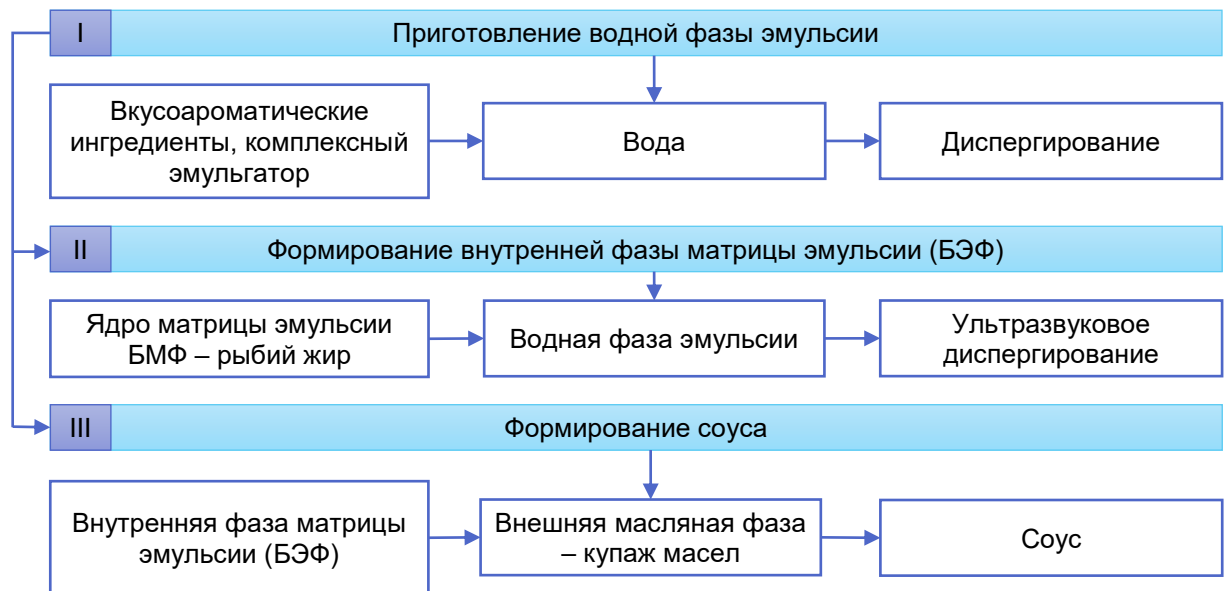 I
Приготовление водной фазы эмульсии
Вкусоароматические
ингредиенты, комплексный
эмульгатор
Вода
Диспергирование
II
Формирование внутренней фазы матрицы эмульсии (БЭФ)
Ядро матрицы эмульсии
БМФ – рыбий жир
Водная фаза эмульсии
Ультразвуковое
диспергирование
III
Формирование соуса
Внутренняя фаза матрицы
эмульсии (БЭФ)
Внешняя масляная фаза
– купаж масел
Соус